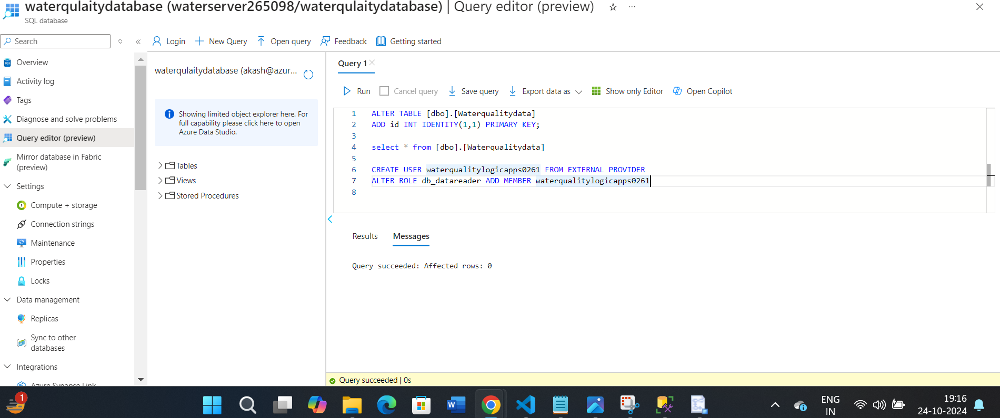 waterqulaitydatabase (waterserver265098/waterqulaitydatabase) | Query editor (preview)
SQL database
Search
Login
New Query
Open query
Feedback
Getting started
Overview
Activity log
Tags
Diagnose and solve problems
Query editor (preview)
Mirror database in Fabric
(preview)
Settings
Compute + storage
Connection strings
Maintenance
Properties
Locks
Data management
Replicas
Sync to other
databases
Integrations
Azure Synapse Link
waterqulaitydatabase (akash@azur...
Showing limited object explorer here. For
full capability please click here to open
Azure Data Studio.
Tables
Views
Stored Procedures
Query 1
Run
Cancel query
Save query
Export data as
Show only Editor
Open Copilot
1 ALTER TABLE [dbo].[Waterqualitydata]
2 ADD id INT IDENTITY(1,1) PRIMARY KEY;
3
4 select * from [dbo].[Waterqualitydata]
5
6 CREATE USER waterqualitylogicapps0261 FROM EXTERNAL PROVIDER
7 ALTER ROLE db_datareader ADD MEMBER waterqualitylogicapps0261
8
Results
Messages
Query succeeded: Affected rows: 0
Query succeeded | 0s
1
ENG
IN
19:16
24-10-2024